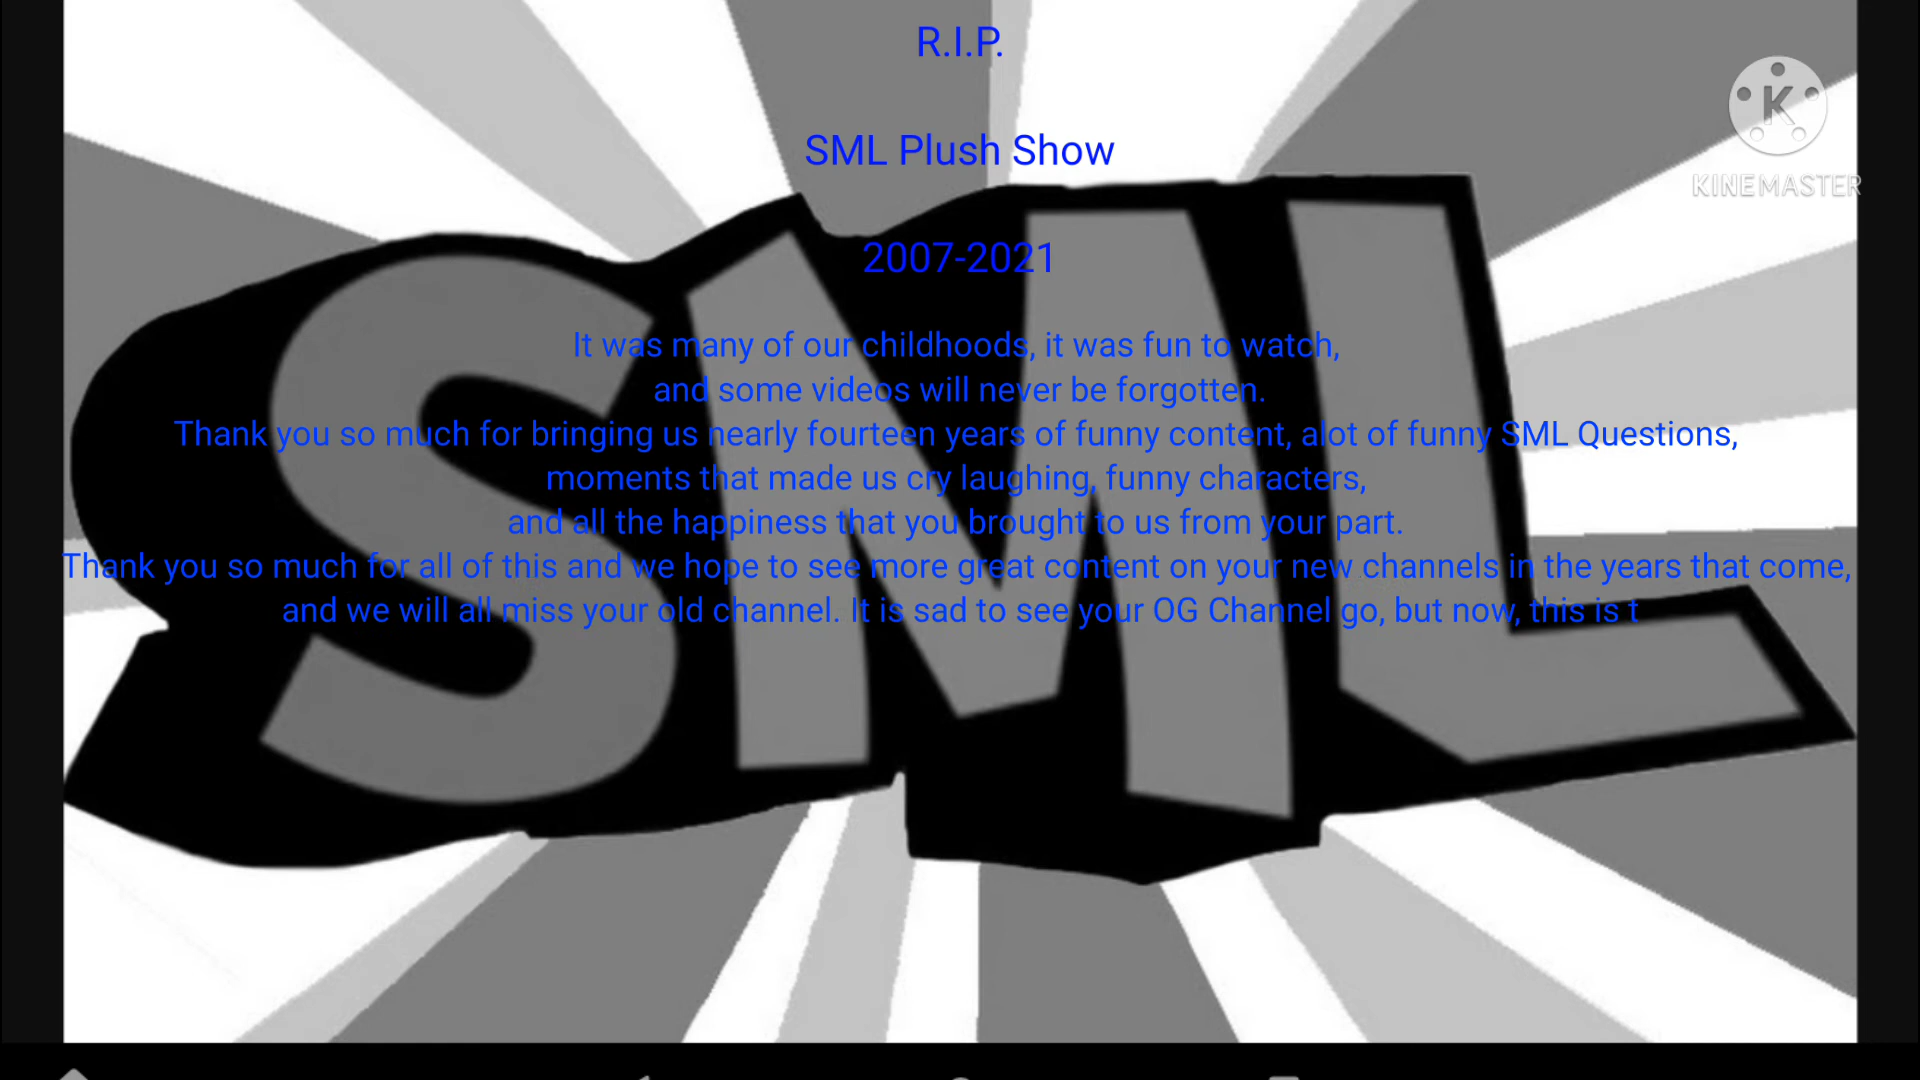 R.I.P.
SML Plush Show
2007-2021
It was many of our childhoods, it was fun to watch,
and some videos will never be forgotten.
Thank you so much for bringing us nearly fourteen years of funny content, alot of funny SML Questions,
moments that made us cry laughing, funny characters,
and all the happiness that you brought to us from your part.
Thank you so much for all of this and we hope to see more great content on your new channels in the years that come,
and we will all miss your old channel. It is sad to see your OG Channel go, but now, this is t
SML
K
KINEMASTER